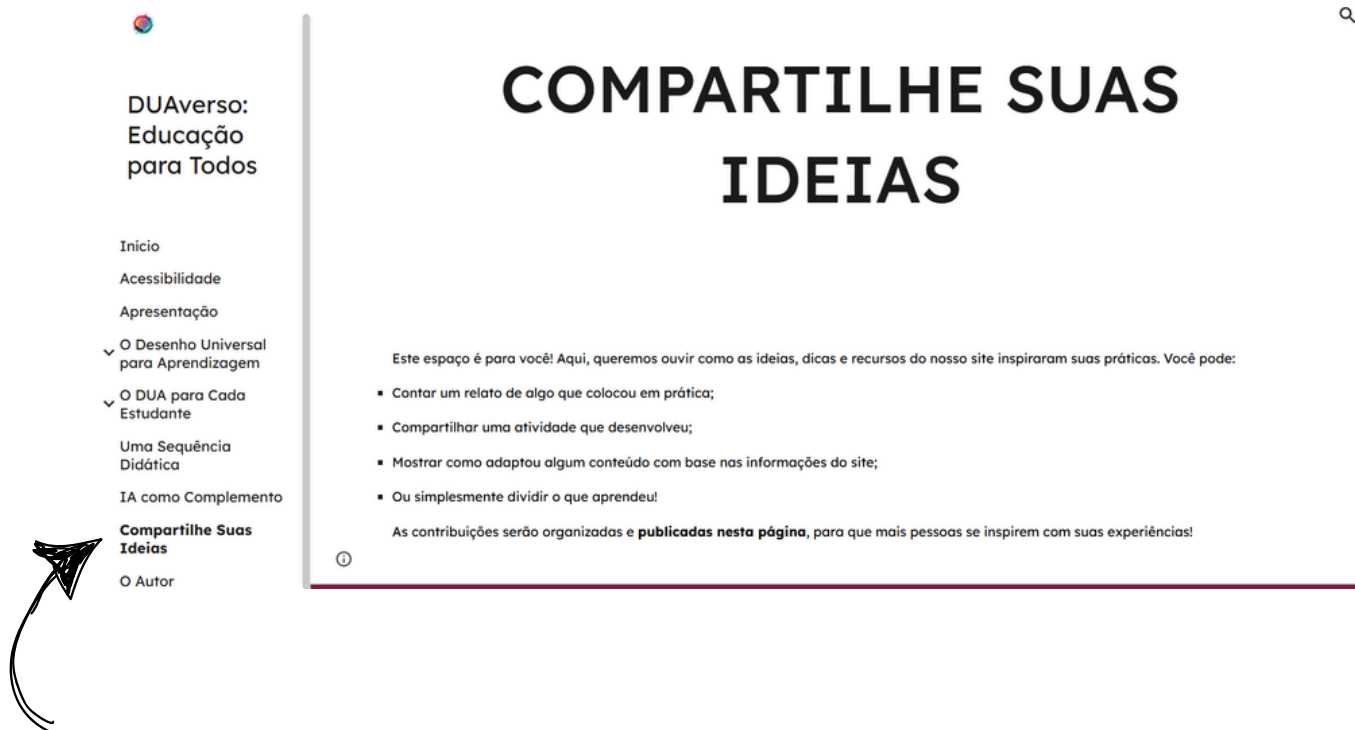 DUAverso:
Educação
para Todos
Início
Acessibilidade
Apresentação
O Desenho Universal
para Aprendizagem
O DUA para Cada
Estudante
Uma Sequência
Didática
IA como Complemento
Compartilhe Suas
Ideias
O Autor
COMPARTILHE SUAS
IDEIAS
Este espaço é para você! Aqui, queremos ouvir como as ideias, dicas e recursos do nosso site inspiraram suas práticas. Você pode:
▪ Contar um relato de algo que colocou em prática;
▪ Compartilhar uma atividade que desenvolveu;
▪ Mostrar como adaptou algum conteúdo com base nas informações do site;
▪ Ou simplesmente dividir o que aprendeu!
As contribuições serão organizadas e publicadas nesta página, para que mais pessoas se inspirem com suas experiências!